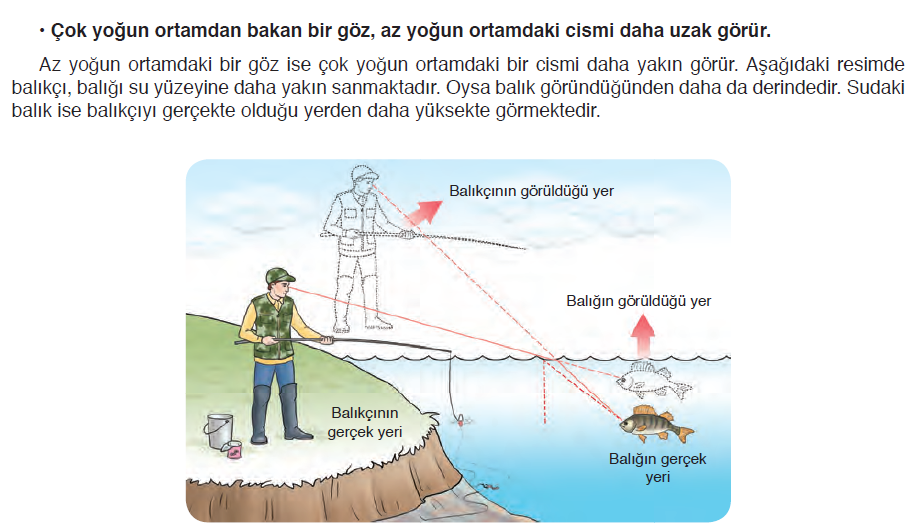 • Çok yoğun ortamdan bakan bir göz, az yoğun ortamdaki cismi daha uzak görür.
Az yoğun ortamdaki bir göz ise çok yoğun ortamdaki bir cismi daha yakın görür. Aşağıdaki resimde
balıkçı, balığı su yüzeyine daha yakın sanmaktadır. Oysa balık göründüğünden daha da derindedir. Sudaki
balık ise balıkçıyı gerçekte olduğu yerden daha yüksekte görmektedir.
Balıkçının görüldüğü yer
Balığın görüldüğü yer
Balıkçının
gerçek yeri
Balığın gerçek
yeri